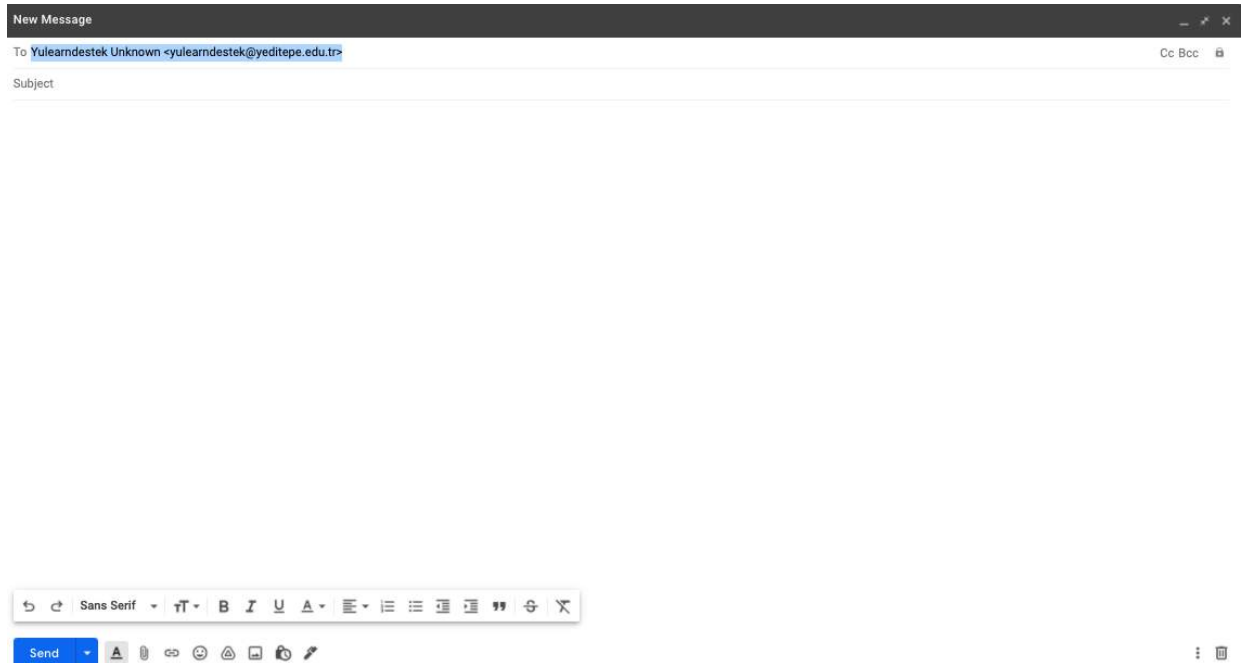 New Message
To Yulearndestek Unknown <yulearndestek@yeditepe.edu.tr> Cc Bcc
Subject
Sans Serif
Send